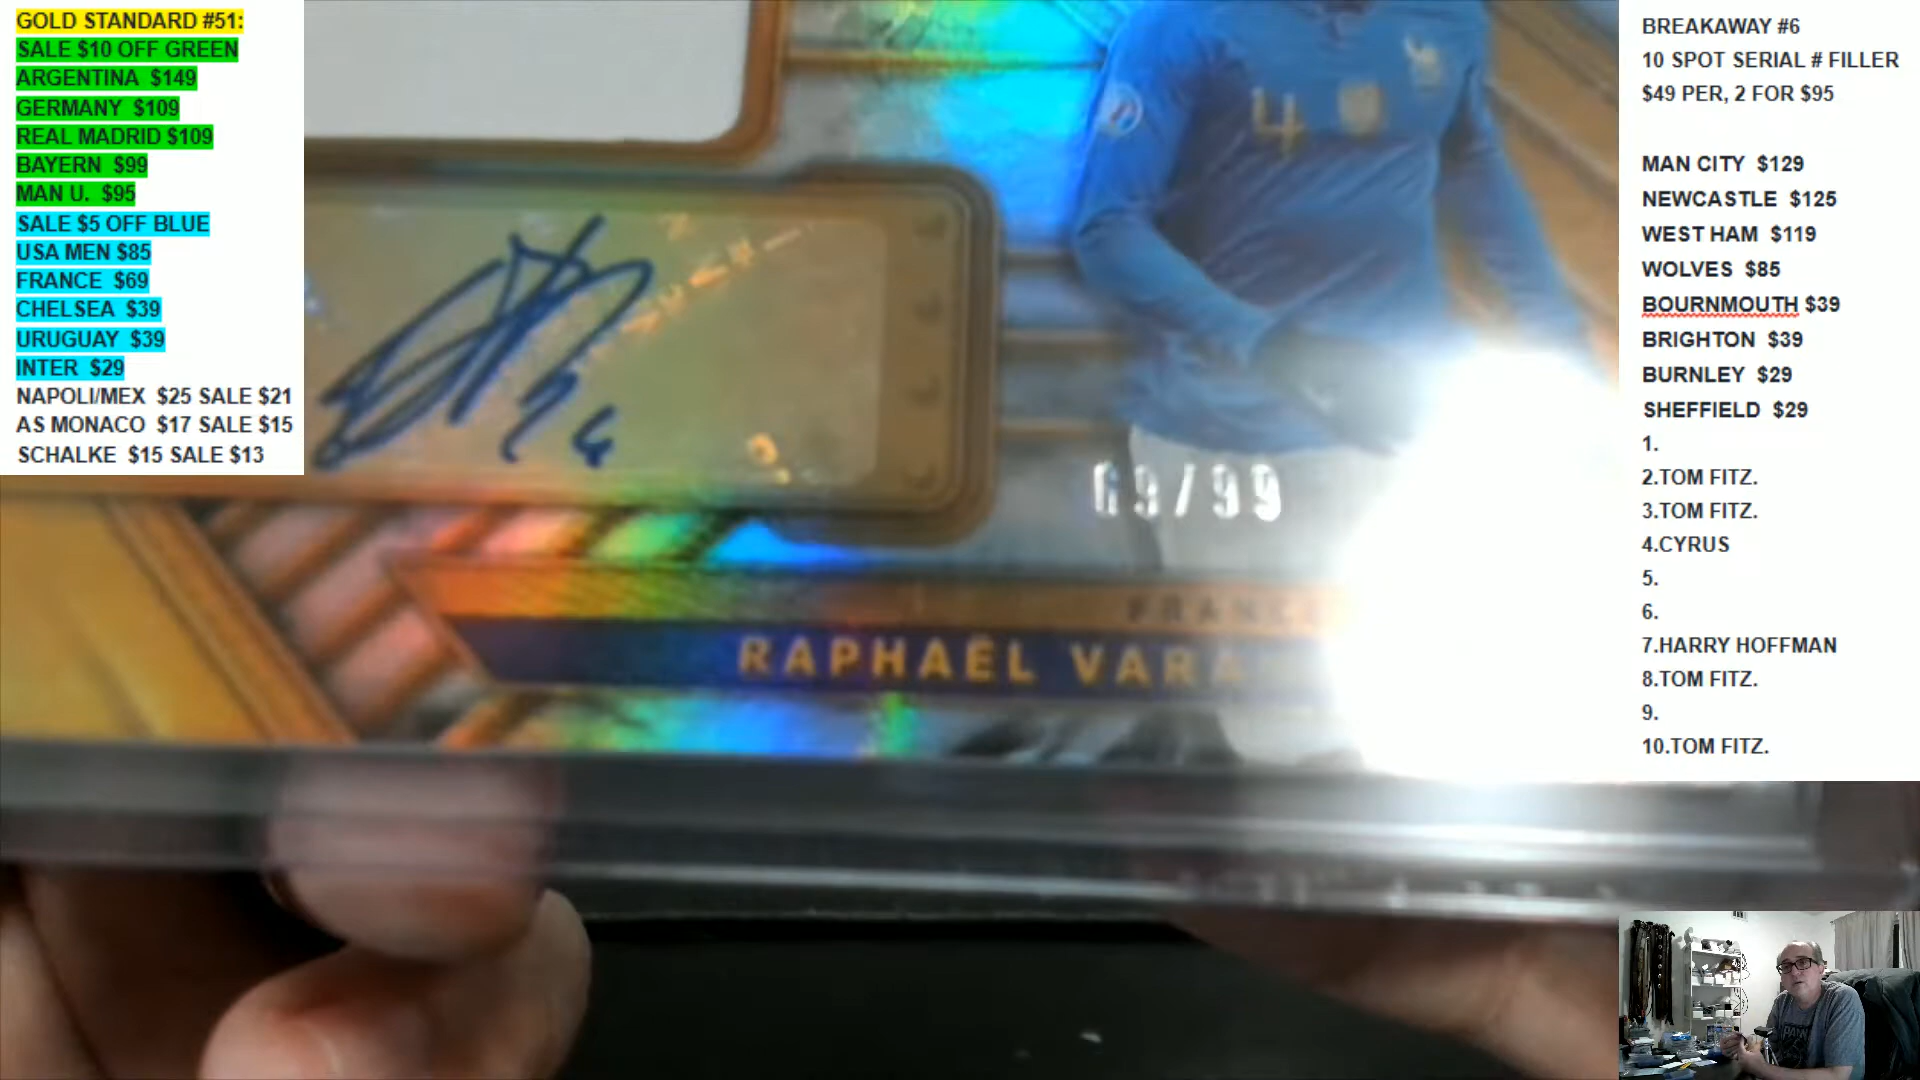 GOLD STANDARD #51:
SALE $10 OFF GREEN
ARGENTINA $149
GERMANY $109
REAL MADRID $109
BAYERN $99
MAN U. $95
SALE $5 OFF BLUE
USA MEN $85
FRANCE $69
CHELSEA $39
URUGUAY $39
INTER $29
NAPOLI/MEX $25 SALE $21
AS MONACO $17 SALE $15
SCHALKE $15 SALE $13
4
69/99
FRANCE
RAPHAËL
BREAKAWAY #6
10 SPOT SERIAL # FILLER
$49 PER, 2 FOR $95
MAN CITY $129
NEWCASTLE $125
WEST HAM $119
WOLVES $85
BOURNMOUTH $39
BRIGHTON $39
BURNLEY $29
SHEFFIELD $29
1.
2.TOM FITZ.
3.TOM FITZ.
4.CYRUS
5.
6.
7.HARRY HOFFMAN
8.TOM FITZ.
9.
10.TOM FITZ.